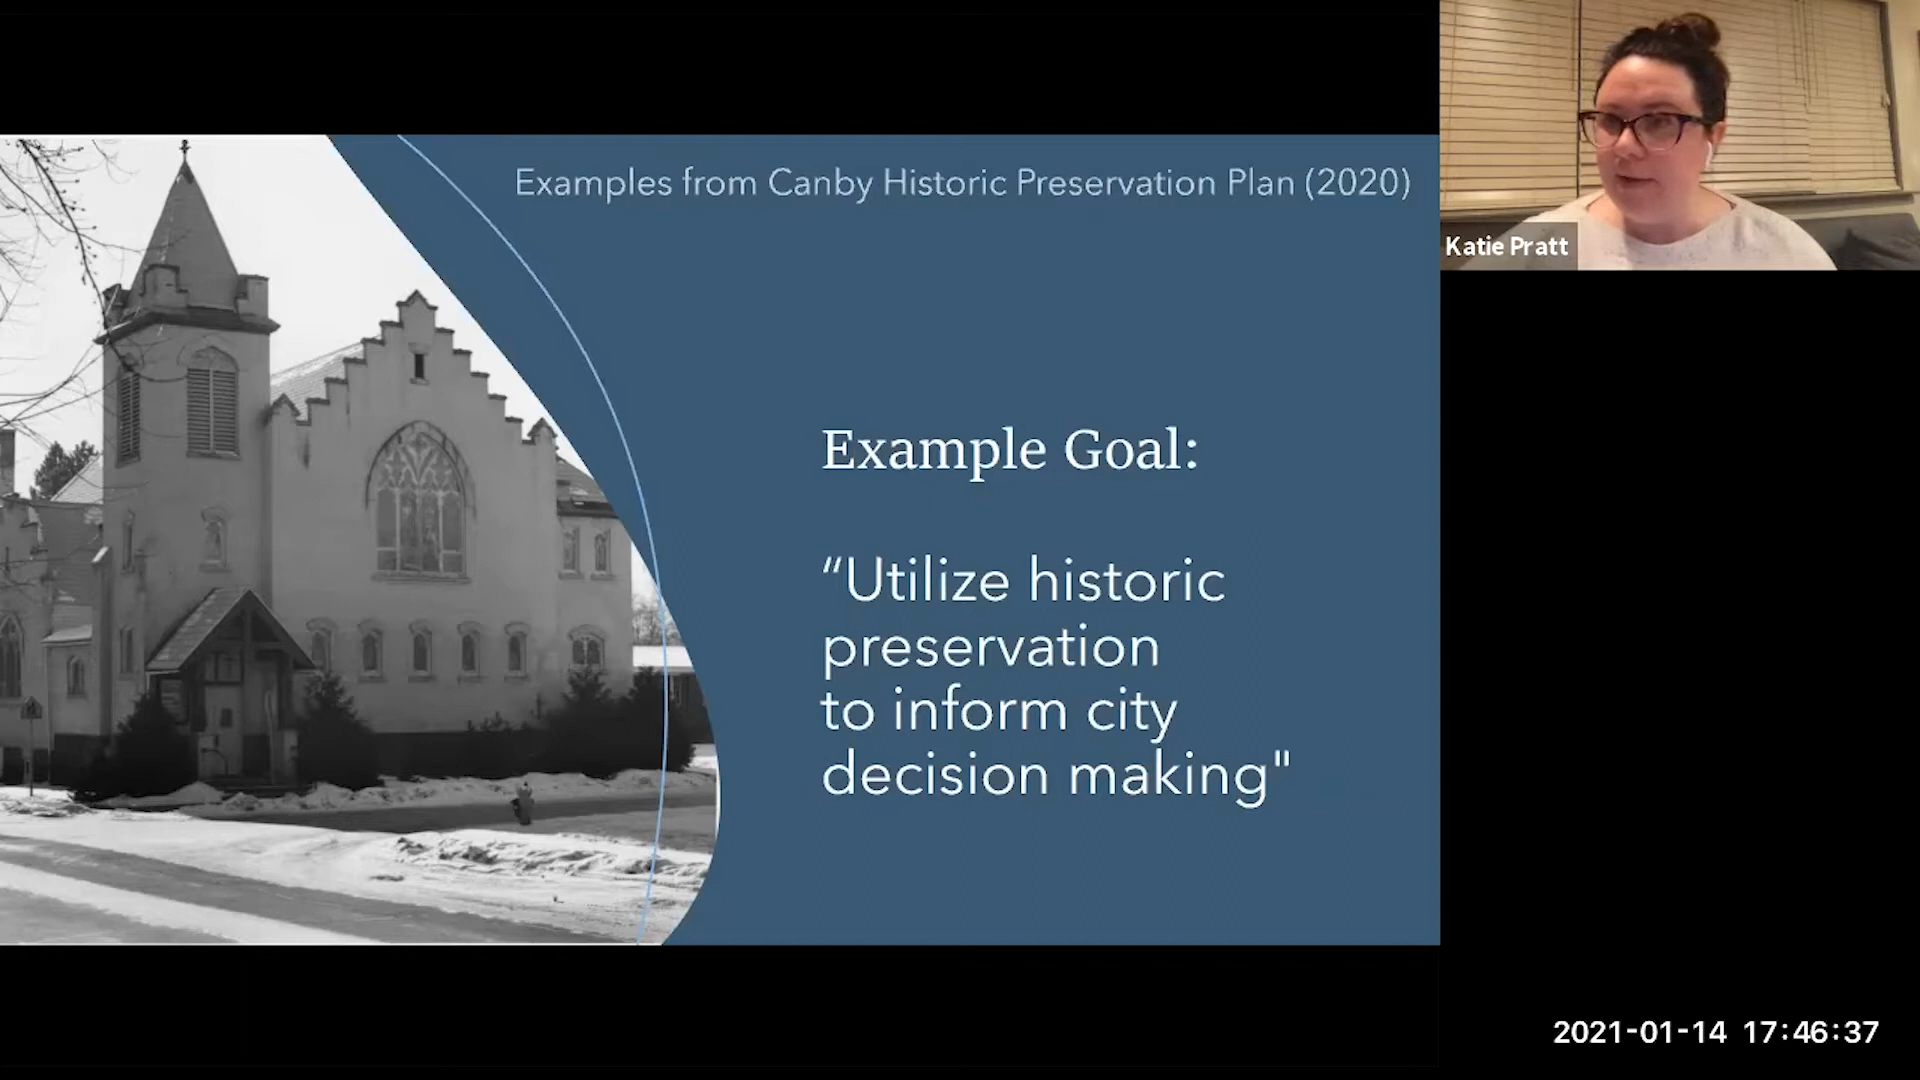 Examples from Canby Historic Preservation Plan (2020)
Example Goal:
“Utilize historic
preservation
to inform city
decision making"
Katie Pratt
2021-01-14 17:46:37